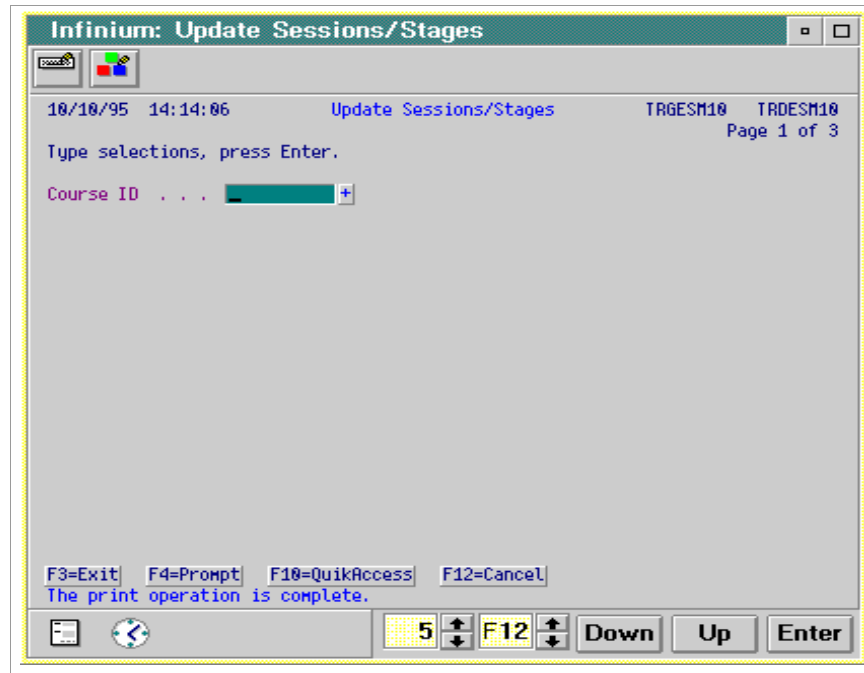 Infinium: Update Sessions/Stages
10/10/95 14:14:06 Update Sessions/Stages TRGESM10 TRDESM10
Page 1 of 3
Type selections, press Enter.
Course ID . . . _ +
F3=Exit F4=Prompt F10=QuikAccess F12=Cancel
The print operation is complete.
5 F12 Down Up Enter